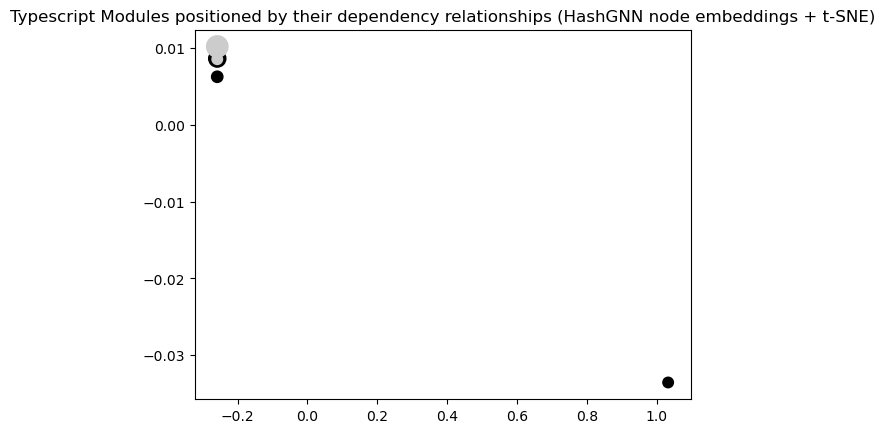 Typescript Modules positioned by their dependency relationships (HashGNN node embeddings + t-SNE)
0.01
0.00
−0.01
−0.02
−0.03
−0.2 0.0 0.2 0.4 0.6 0.8 1.0